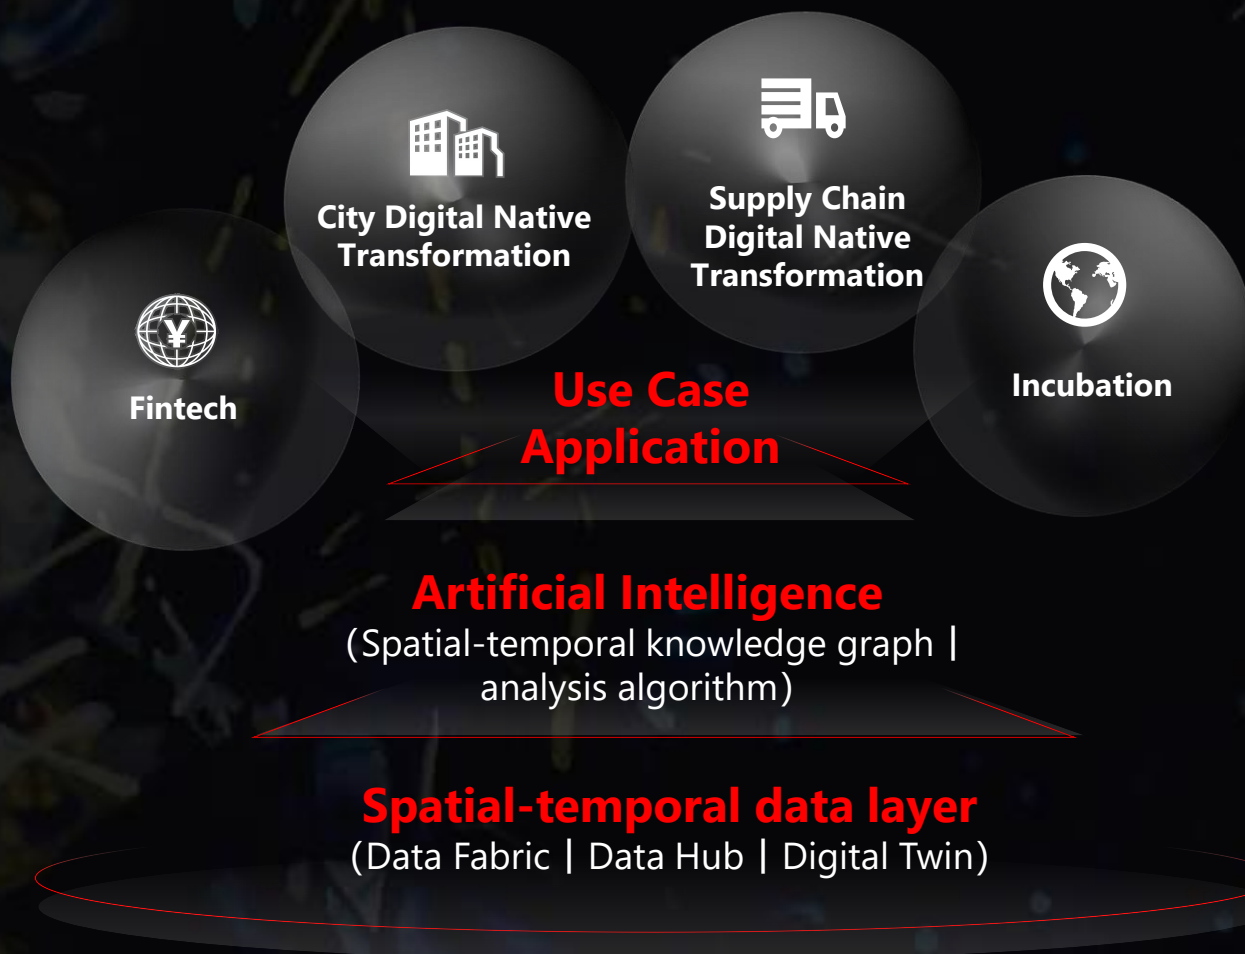 City Digital Native
Transformation
Supply Chain
Digital Native
Transformation
¥
Fintech
Incubation
Use Case
Application
Artificial Intelligence
(Spatial-temporal knowledge graph |
analysis algorithm)
Spatial-temporal data layer
(Data Fabric | Data Hub | Digital Twin)